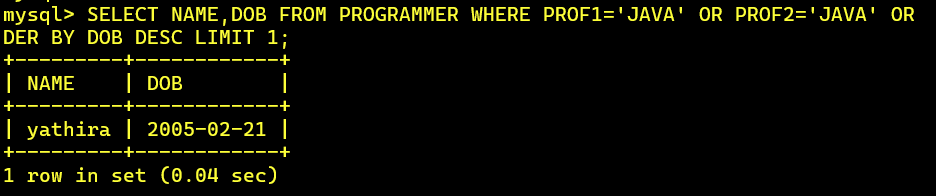 mysql> SELECT NAME,DOB FROM PROGRAMMER WHERE PROF1='JAVA' OR PROF2='JAVA' OR
DER BY DOB DESC LIMIT 1;
+---------+------------+
| NAME    | DOB        |
+---------+------------+
| yathira | 2005-02-21 |
+---------+------------+
1 row in set (0.04 sec)